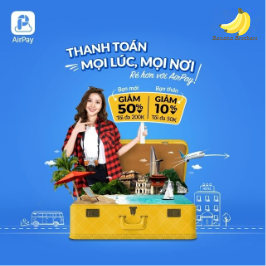 AirPay
THANH TOÁN
MỌI LÚC, MỌI NƠI
Rẻ hơn với AirPay!
Bạn mới
GIẢM
50%
Tối đa 200K
Bạn thân
GIẢM
10%
Tối đa 50K